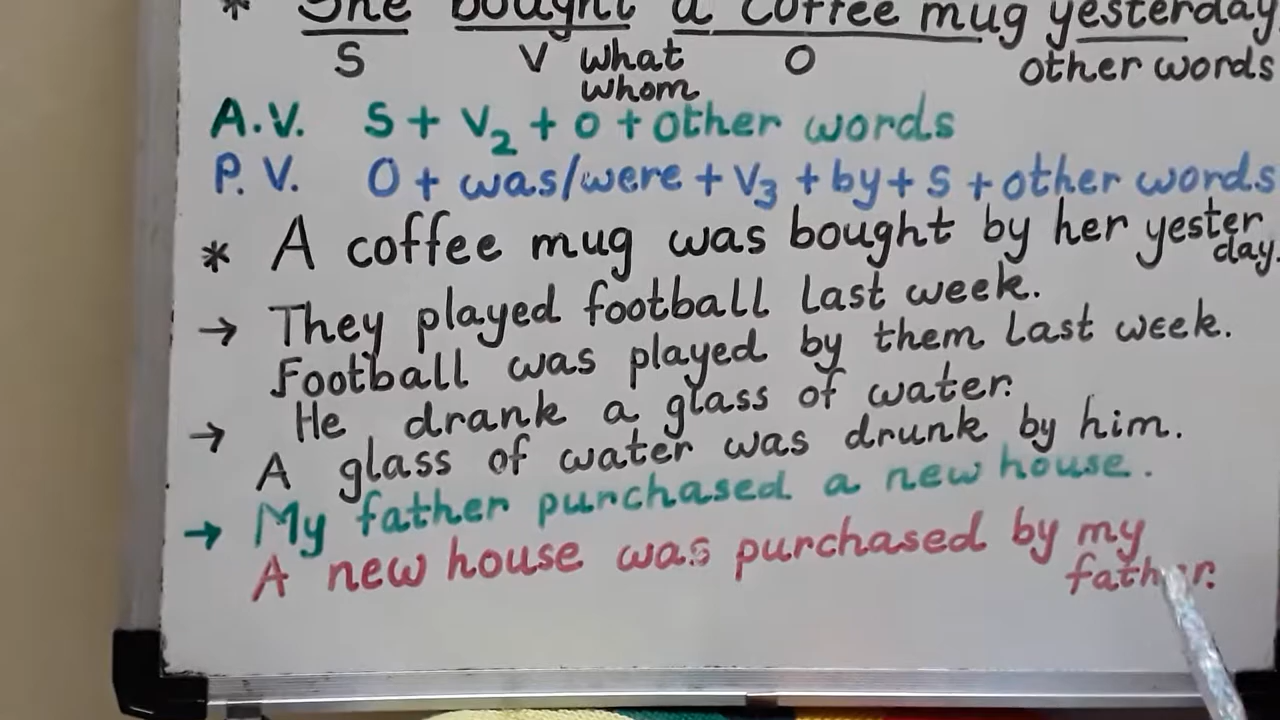 * She bought a coffee mug yesterday
S V what O other words
whom
A.V. S + V2 + O + other words
P.V. O + was/were + V3 + by + S + other words
* A coffee mug was bought by her yester
day.
→ They played football last week.
Football was played by them last week.
→ He drank a glass of water.
A glass of water was drunk by him.
→ My father purchased a new house.
A new house was purchased by my
father.